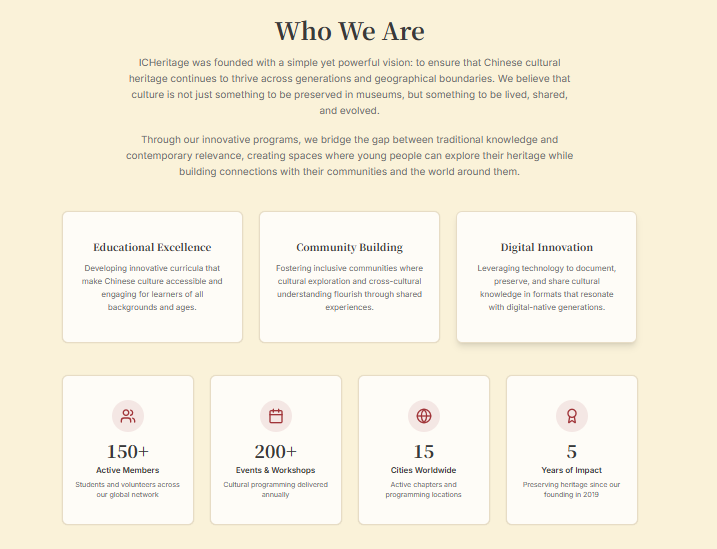 Who We Are
ICHeritage was founded with a simple yet powerful vision: to ensure that Chinese cultural
heritage continues to thrive across generations and geographical boundaries. We believe that
culture is not just something to be preserved in museums, but something to be lived, shared,
and evolved.
Through our innovative programs, we bridge the gap between traditional knowledge and
contemporary relevance, creating spaces where young people can explore their heritage while
building connections with their communities and the world around them.
Educational Excellence
Developing innovative curricula that
make Chinese culture accessible and
engaging for learners of all
backgrounds and ages.
Community Building
Fostering inclusive communities where
cultural exploration and cross-cultural
understanding flourish through shared
experiences.
Digital Innovation
Leveraging technology to document,
preserve, and share cultural
knowledge in formats that resonate
with digital-native generations.
150+
Active Members
Students and volunteers across
our global network
200+
Events & Workshops
Cultural programming delivered
annually
15
Cities Worldwide
Active chapters and
programming locations
5
Years of Impact
Preserving heritage since our
founding in 2019